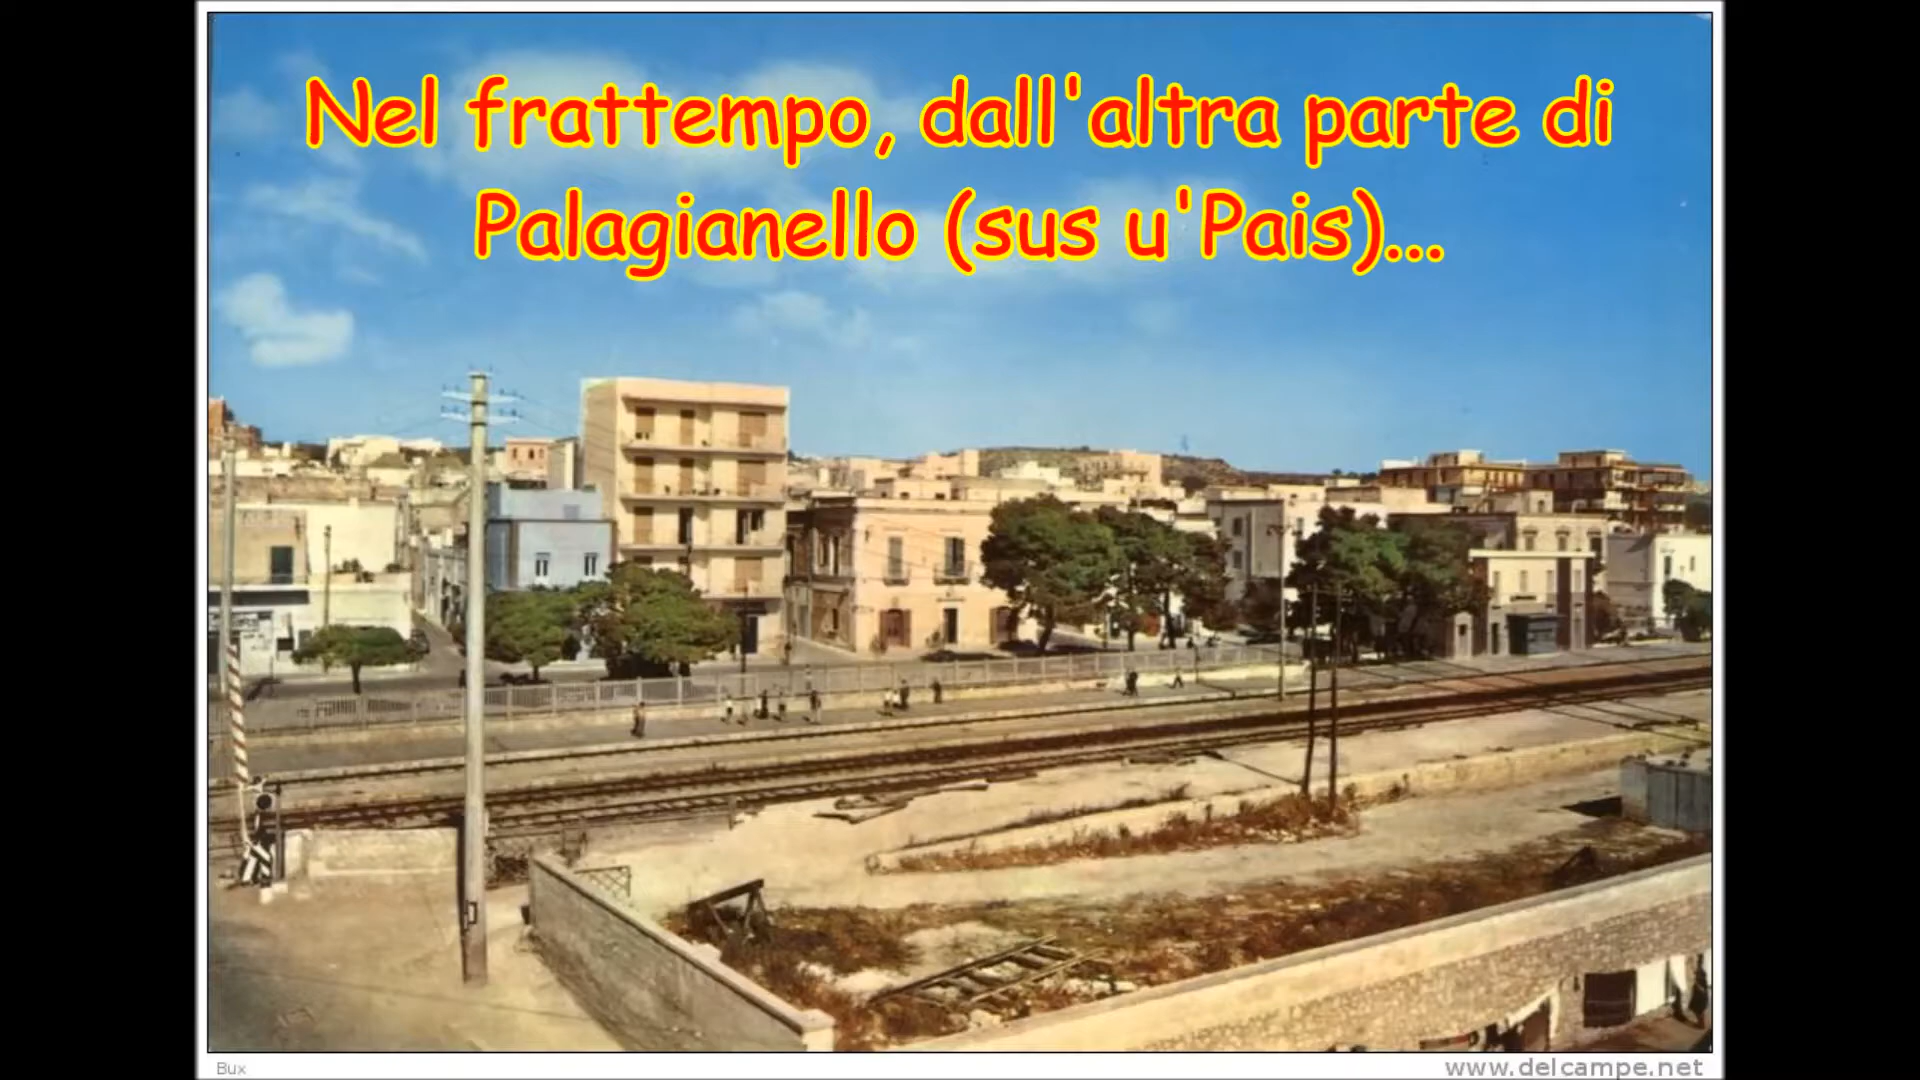 Nel frattempo, dall'altra parte di
Palagianello (sus u'Pais)...
Bux
www.delcampe.net